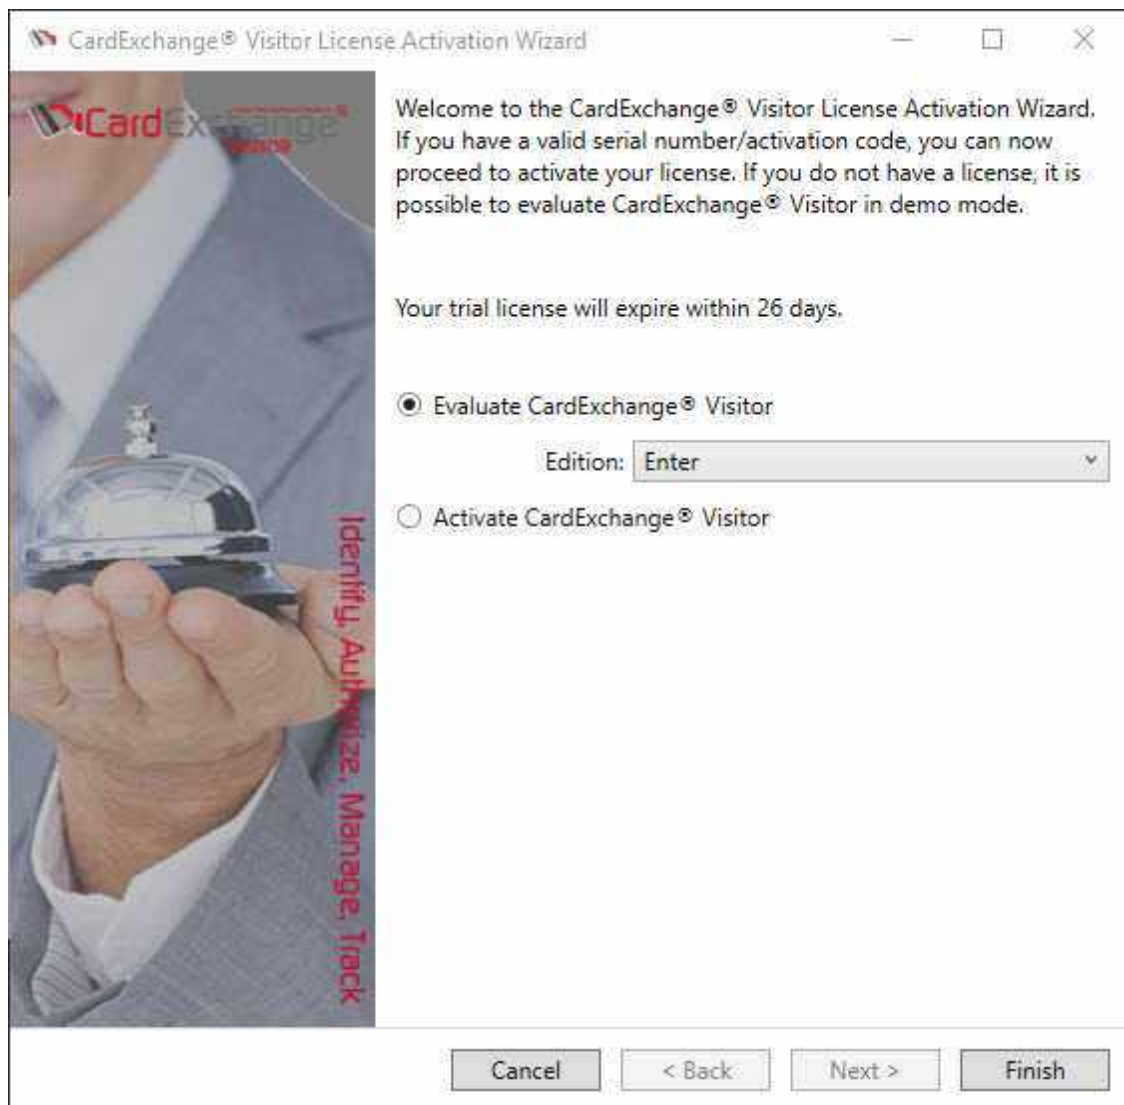 CardExchange® Visitor License Activation Wizard
CardExchange®
Welcome to the CardExchange® Visitor License Activation Wizard.
If you have a valid serial number/activation code, you can now
proceed to activate your license. If you do not have a license, it is
possible to evaluate CardExchange® Visitor in demo mode.
Your trial license will expire within 26 days.
Evaluate CardExchange® Visitor
Edition: Enter
Activate CardExchange® Visitor
Identify, Authorize, Manage, Track
Cancel
< Back
Next >
Finish